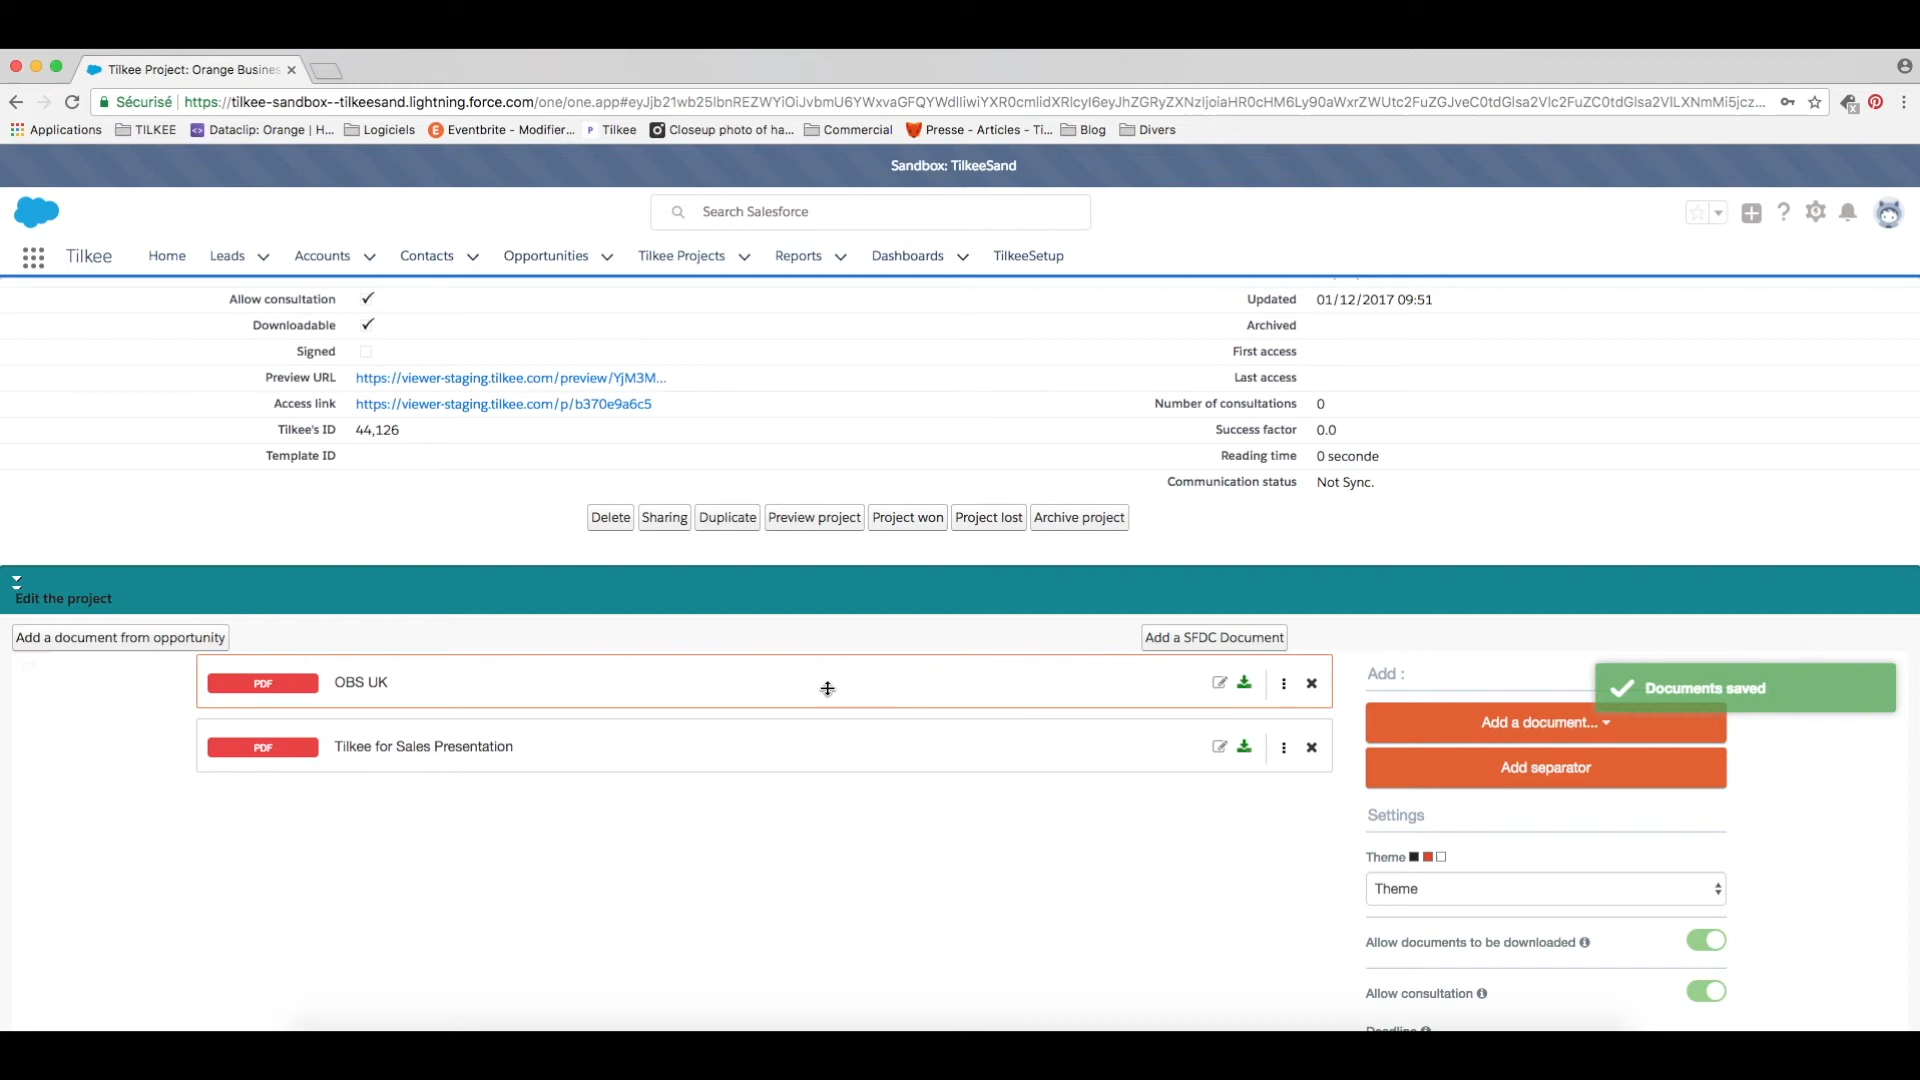 Tilkee Project: Orange Busines
Sécurisé https://tilkee-sandbox--tilkeesand.lightning.force.com/one/one.app#
Applications TILKEE Dataclip: Orange | H... Logiciels Eventbrite - Modifier... Tilkee Closeup photo of ha... Commercial Presse - Articles - Ti... Blog Divers
Sandbox: TilkeeSand
Search Salesforce
Tilkee Home Leads Accounts Contacts Opportunities Tilkee Projects Reports Dashboards TilkeeSetup
Allow consultation Updated 01/12/2017 09:51
Downloadable Archived
Signed First access
Preview URL https://viewer-staging.tilkee.com/preview/YjM3M... Last access
Access link https://viewer-staging.tilkee.com/p/b370e9a6c5 Number of consultations 0
Tilkee's ID 44,126 Success factor 0.0
Template ID Reading time 0 seconde
Communication status Not Sync.
Delete Sharing Duplicate Preview project Project won Project lost Archive project
Edit the project
Add a document from opportunity Add a SFDC Document
PDF OBS UK
Add :
Documents saved
Add a document...
PDF Tilkee for Sales Presentation
Add separator
Settings
Theme
Theme
Allow documents to be downloaded
Allow consultation
Deadline